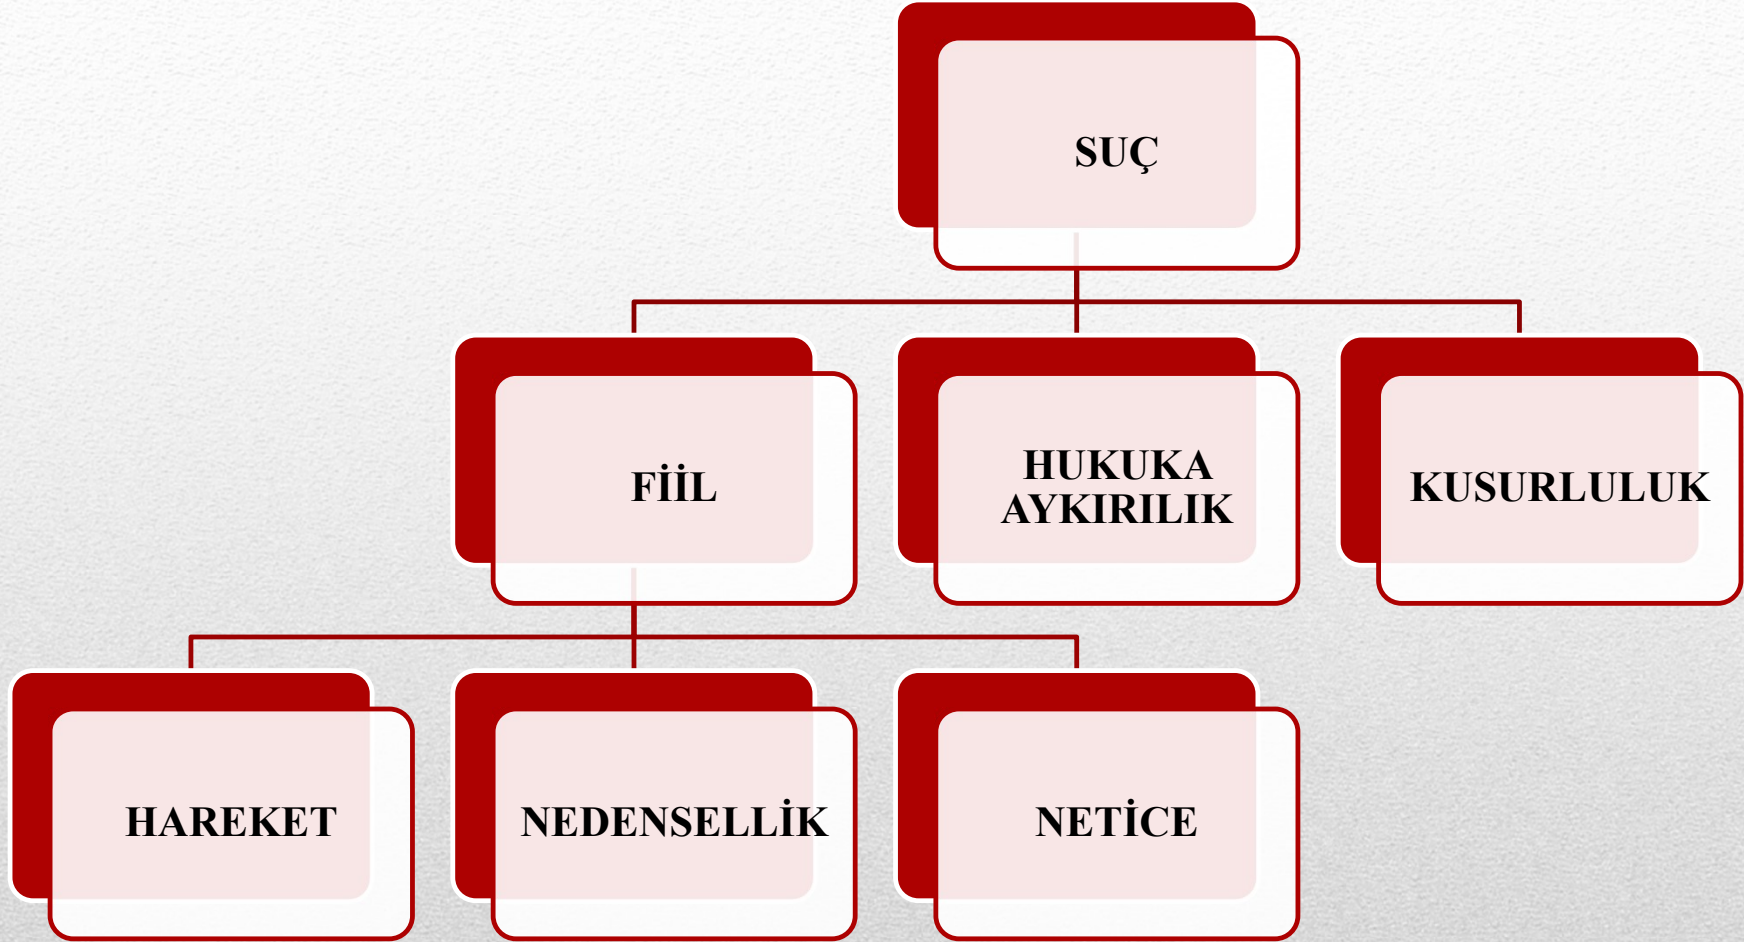 SUÇ
FİİL
HUKUKA
AYKIRILIK
KUSURLULUK
HAREKET
NEDENSELLİK
NETİCE